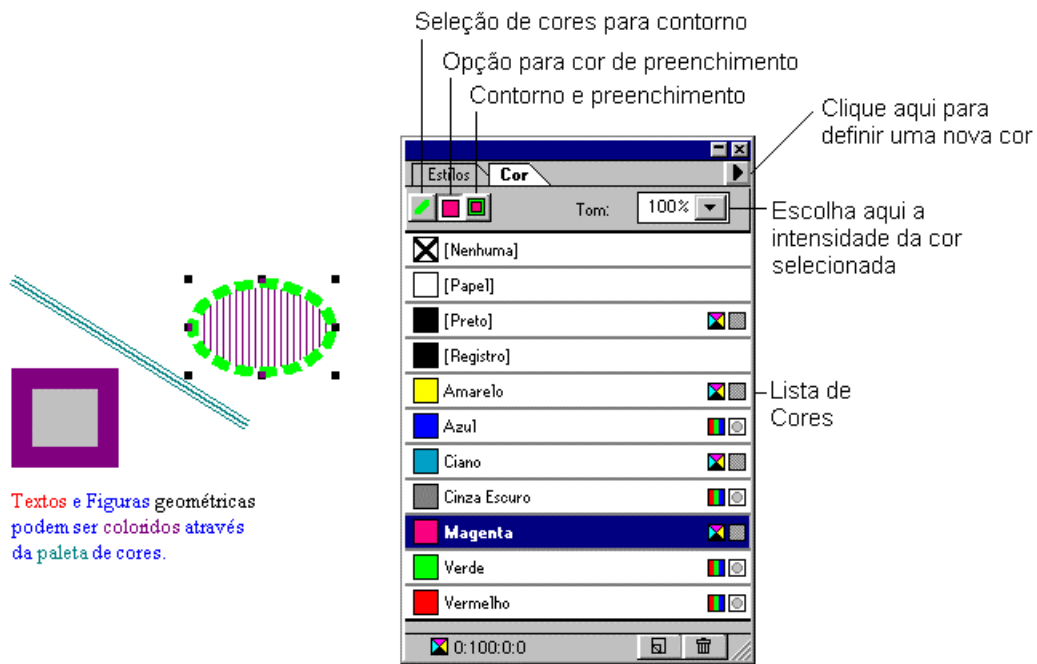 Seleção de cores para contorno
Opção para cor de preenchimento
Contorno e preenchimento
Clique aqui para
definir uma nova cor
Estilos Cor
Tom: 100%
Escolha aqui a
intensidade da cor
selecionada
[Nenhuma]
[Papel]
[Preto]
[Registro]
Amarelo
Lista de
Cores
Azul
Ciano
Cinza Escuro
Magenta
Verde
Vermelho
0:100:0:0
Textos e Figuras geométricas
podem ser coloridos através
da paleta de cores.